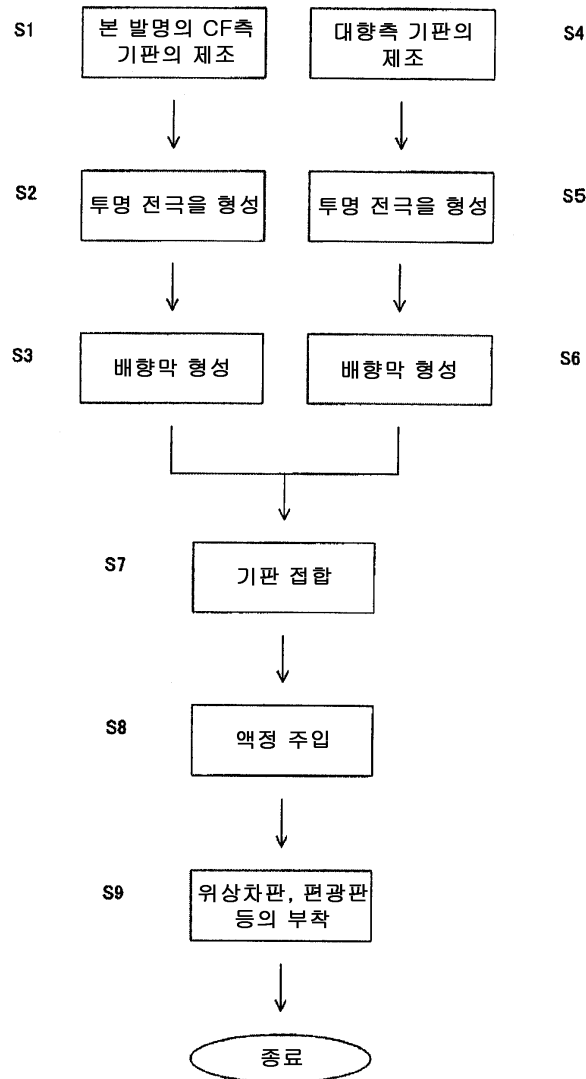 S1
본 발명의 CF측
기판의 제조
대향측 기판의
제조
S4
S2
투명 전극을 형성
투명 전극을 형성
S5
S3
배향막 형성
배향막 형성
S6
S7
기판 접합
S8
액정 주입
S9
위상차판, 편광판
등의 부착
종료